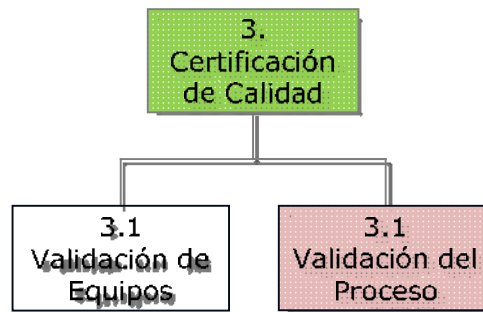 3.
Certificación
de Calidad
3.1
Validación de
Equipos
3.1
Validación del
Proceso